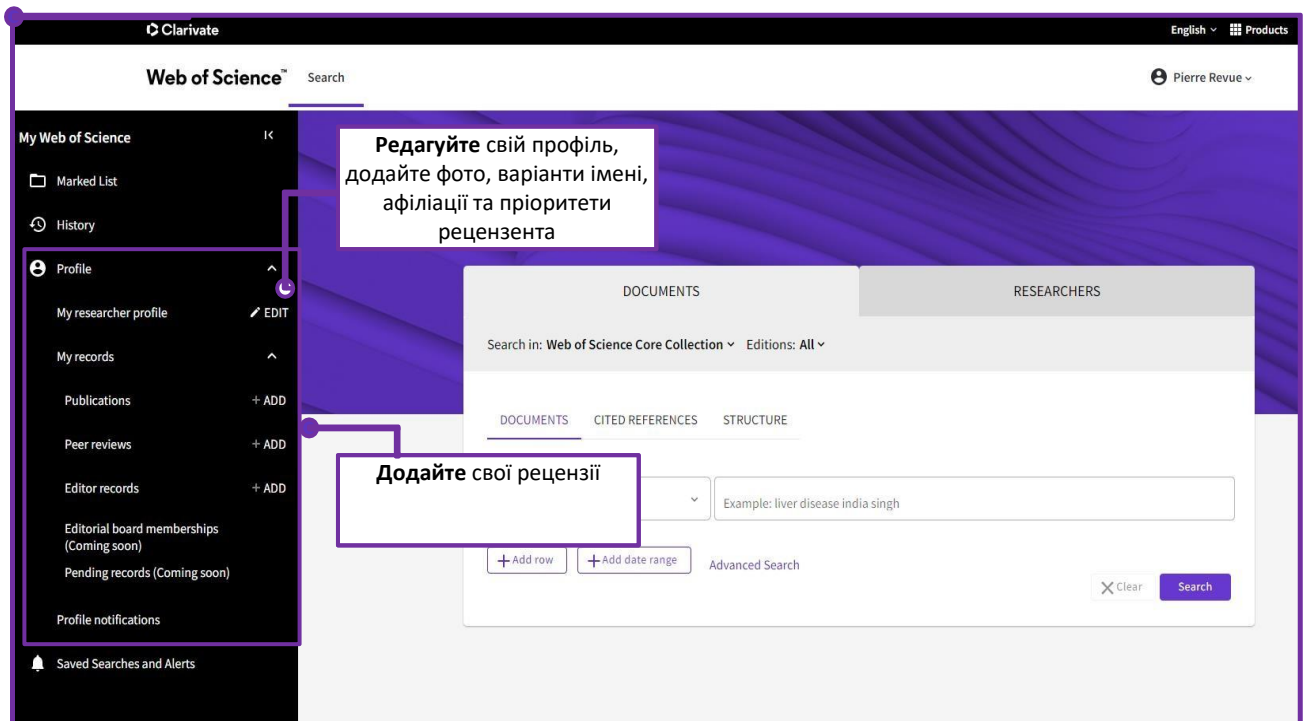 Clarivate
English
Products
Web of Science™
Search
Pierre Revue
My Web of Science
Marked List
History
Profile
My researcher profile
EDIT
My records
Publications
+ ADD
Peer reviews
+ ADD
Editor records
+ ADD
Editorial board memberships
(Coming soon)
Pending records (Coming soon)
Profile notifications
Saved Searches and Alerts
Редагуйте свій профіль,
додайте фото, варіанти імені,
афіліації та пріоритети
рецензента
DOCUMENTS
RESEARCHERS
Search in: Web of Science Core Collection Editions: All
DOCUMENTS
CITED REFERENCES
STRUCTURE
Додайте свої рецензії
Example: liver disease india singh
+ Add row
+ Add date range
Advanced Search
X Clear
Search